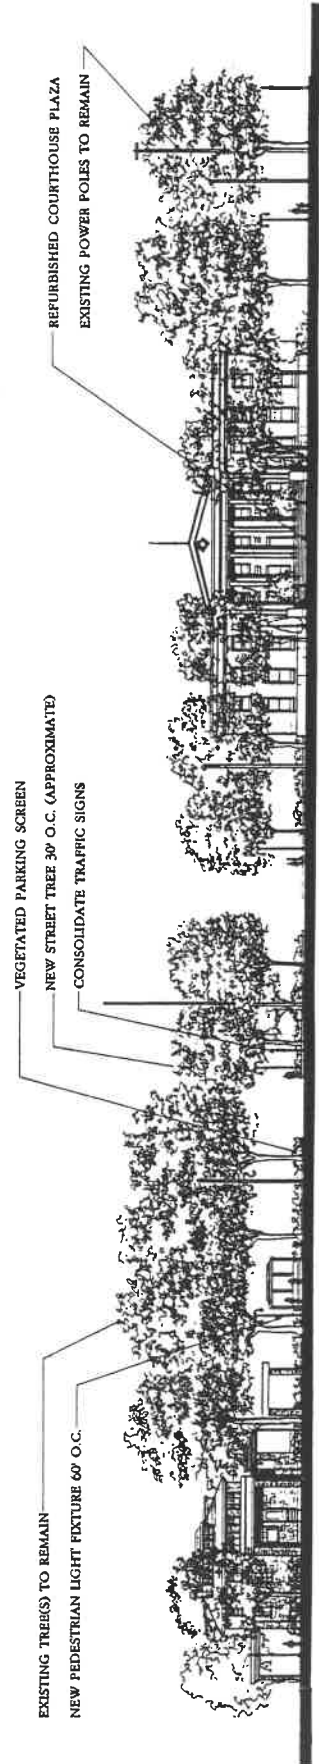 EXISTING TREE(S) TO REMAIN
NEW PEDESTRIAN LIGHT FIXTURE 60' O.C.
VEGETATED PARKING SCREEN
NEW STREET TREE 30' O.C. (APPROXIMATE)
CONSOLIDATE TRAFFIC SIGNS
REFURBISHED COURTHOUSE PLAZA
EXISTING POWER POLES TO REMAIN